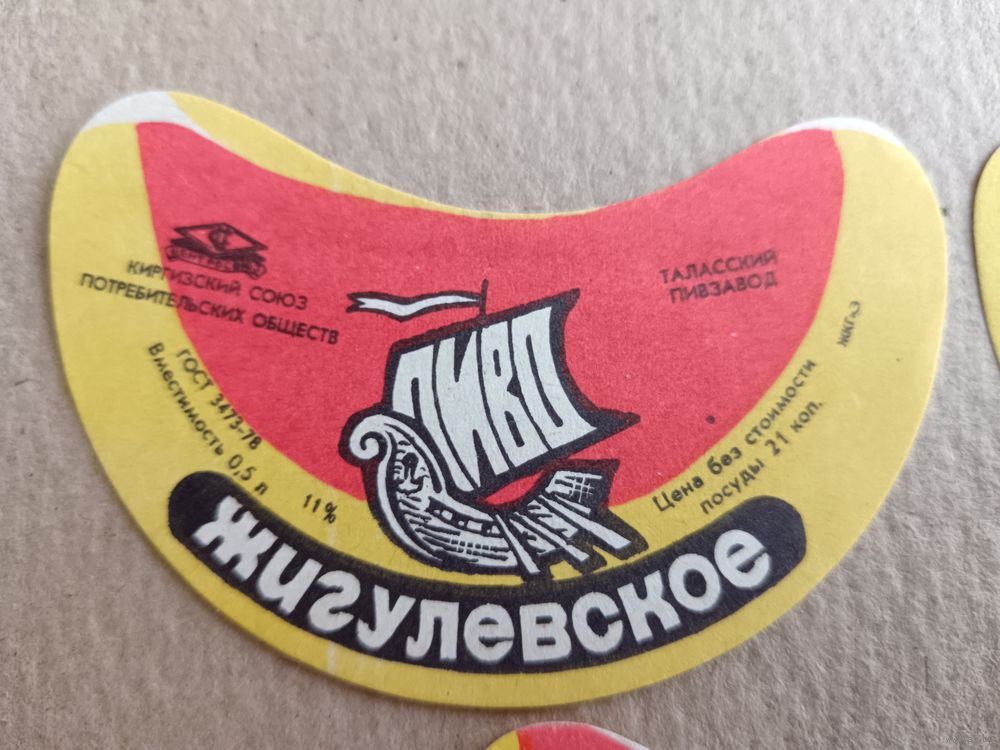 КИРГИЗСКИЙ СОЮЗ
ПОТРЕБИТЕЛЬСКИХ ОБЩЕСТВ
ТАЛАССКИЙ
ПИВЗАВОД
ПИВО
ГОСТ 3473-78
Вместимость 0,5 л
11%
Цена без стоимости
посуды 21 коп.
ЖКГ-Э
Жигулевское